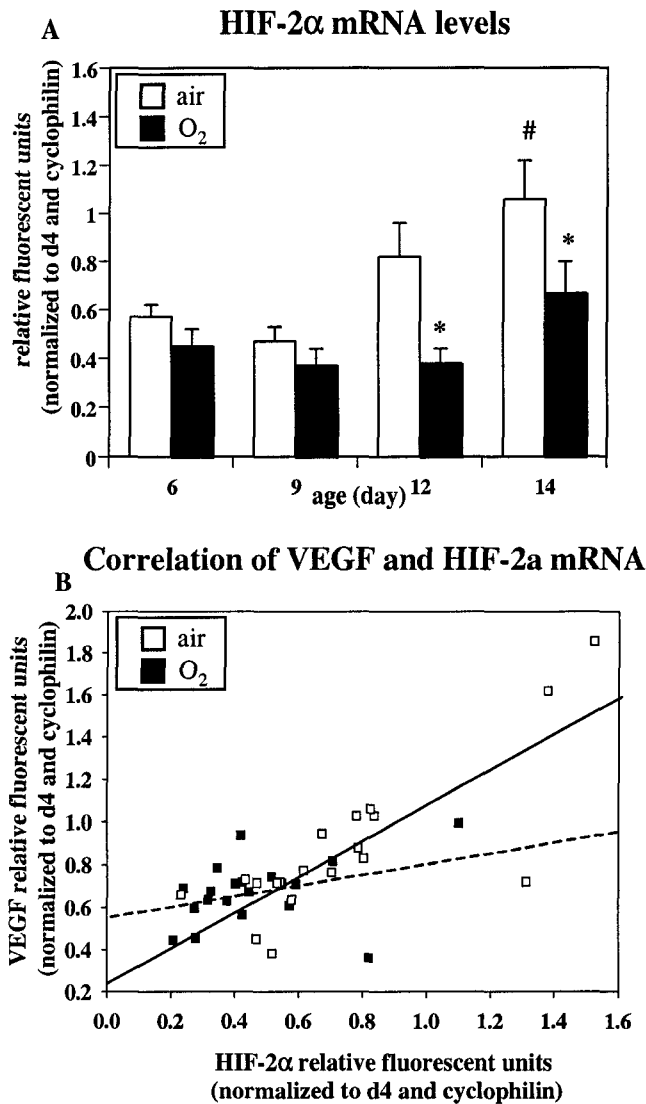 A
HIF-2α mRNA levels
relative fluorescent units
(normalized to d4 and cyclophilin)
1.6
1.4
1.2
1
0.8
0.6
0.4
0.2
0
air
O2
#
*
*
6
9
12
14
age (day)
Correlation of VEGF and HIF-2a mRNA
B
VEGF relative fluorescent units
(normalized to d4 and cyclophilin)
2.0
1.8
1.6
1.4
1.2
1.0
0.8
0.6
0.4
0.2
air
O2
0.0 0.2 0.4 0.6 0.8 1.0 1.2 1.4 1.6
HIF-2α relative fluorescent units
(normalized to d4 and cyclophilin)